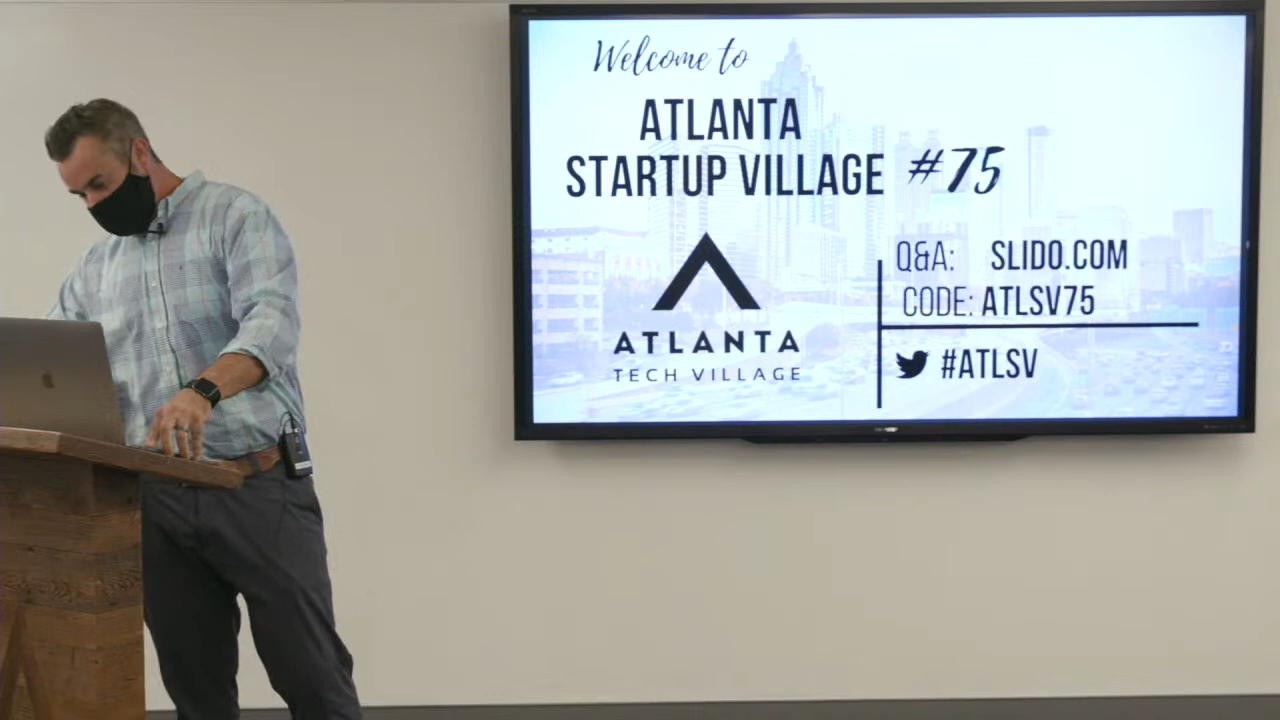 Welcome to
ATLANTA
STARTUP VILLAGE #75
ATLANTA
TECH VILLAGE
Q&A: SLIDO.COM
CODE: ATLSV75
#ATLSV